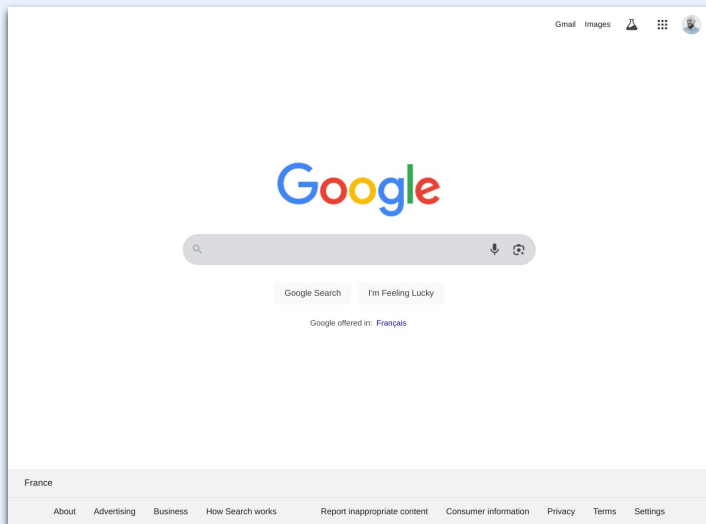 Gmail Images
Google
Google Search I'm Feeling Lucky
Google offered in: Français
France
About Advertising Business How Search works Report inappropriate content Consumer information Privacy Terms Settings